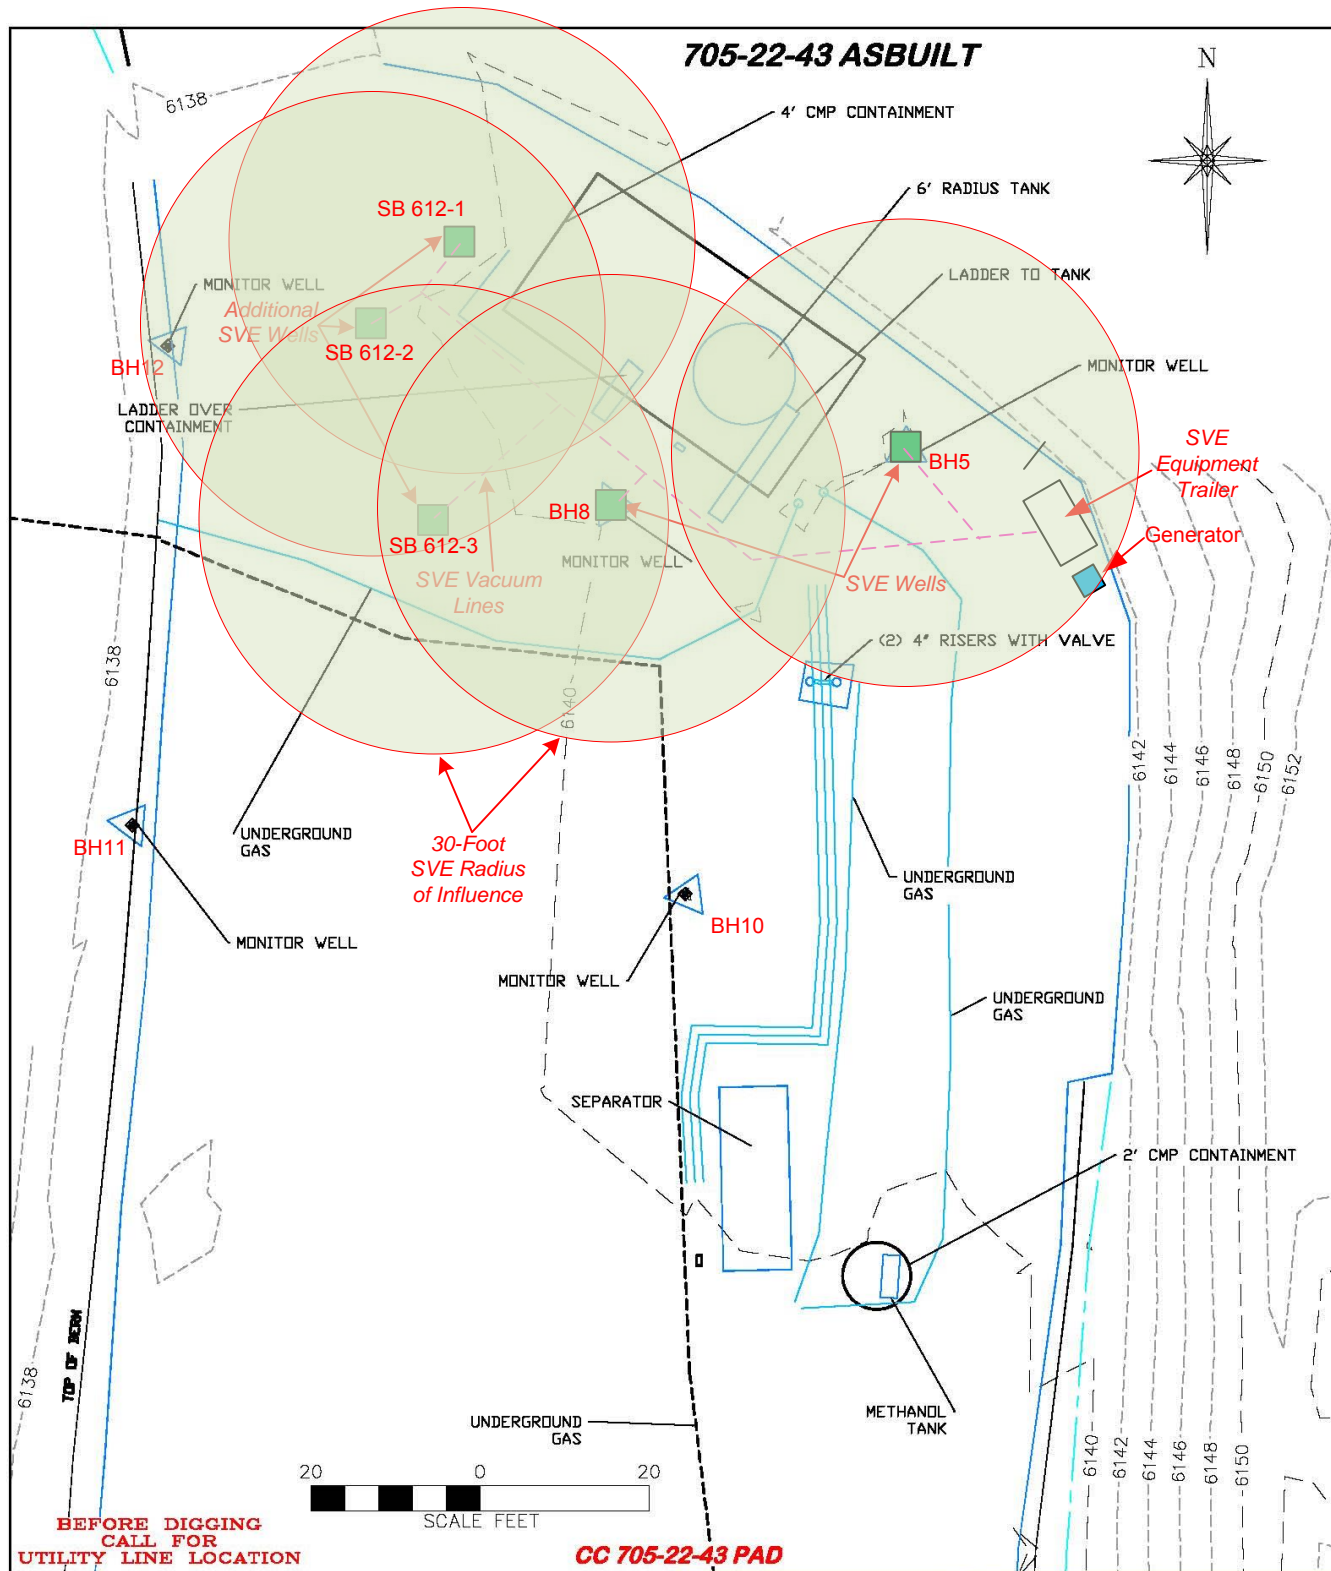 705-22-43 ASBUILT
N
6138
4' CMP CONTAINMENT
6' RADIUS TANK
SB 612-1
MONITOR WELL
LADDER TO TANK
Additional
SVE Wells
SB 612-2
BH12
MONITOR WELL
LADDER OVER
CONTAINMENT
SVE
Equipment
Trailer
BH5
BH8
SB 612-3
Generator
MONITOR WELL
SVE Vacuum
Lines
SVE Wells
(2) 4" RISERS WITH VALVE
6138
6140
6142
6144
6146
6148
6150
6152
UNDERGROUND
GAS
BH11
30-Foot
SVE Radius
of Influence
UNDERGROUND
GAS
BH10
MONITOR WELL
MONITOR WELL
UNDERGROUND
GAS
SEPARATOR
2' CMP CONTAINMENT
TOP OF BERM
6138
METHANOL
TANK
UNDERGROUND
GAS
6140
6142
6144
6146
6148
6150
20 0 20
SCALE FEET
BEFORE DIGGING
CALL FOR
UTILITY LINE LOCATION
CC 705-22-43 PAD